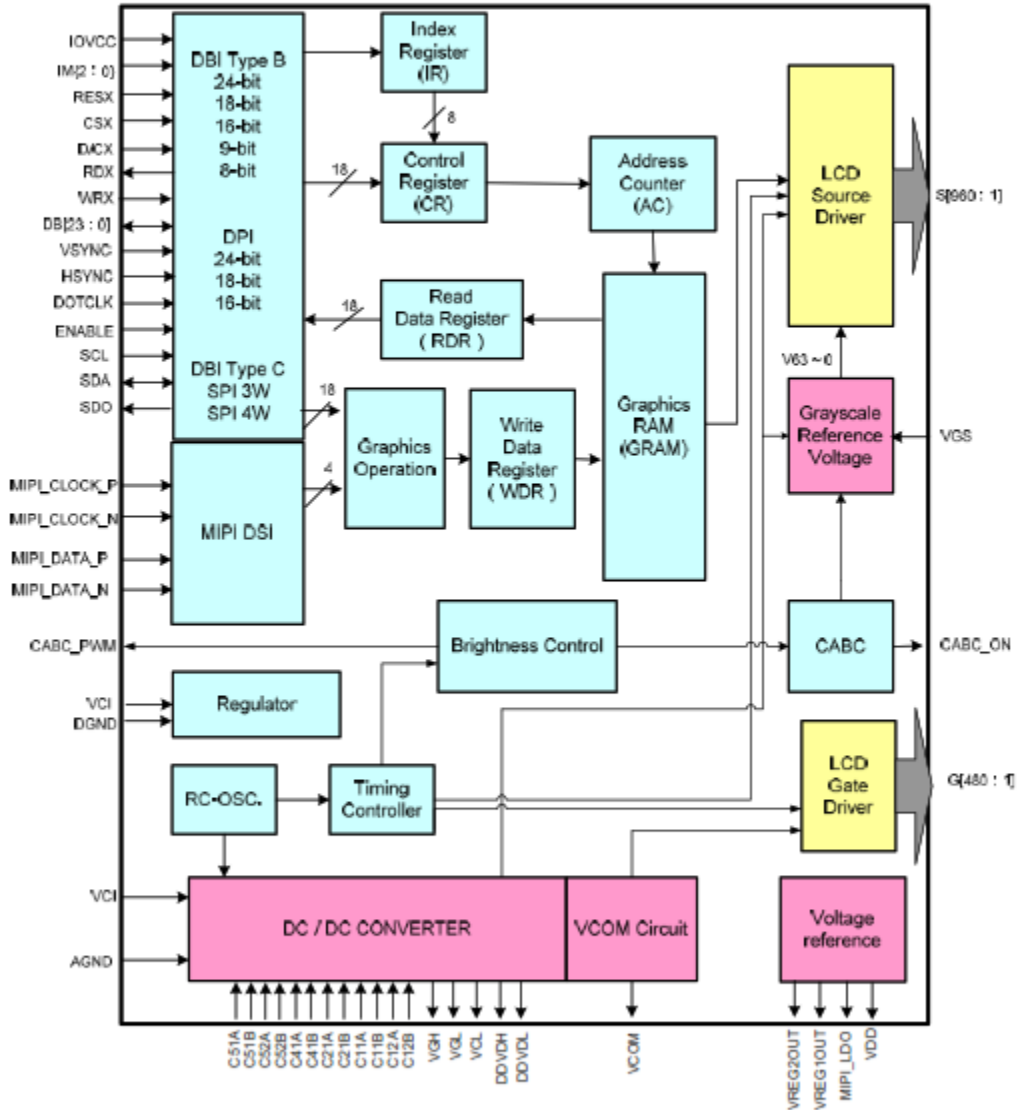 IOVCC
IM[2 : 0]
RESX
CSX
D/CX
RDX
WRX
DB[23 : 0]
VSYNC
HSYNC
DOTCLK
ENABLE
SCL
SDA
SDO
MIPI_CLOCK_P
MIPI_CLOCK_N
MIPI_DATA_P
MIPI_DATA_N
CABC_PWM
VCI
DGND
VCI
AGND
DBI Type B
24-bit
18-bit
16-bit
9-bit
8-bit
DPI
24-bit
18-bit
16-bit
DBI Type C
SPI 3W
SPI 4W
MIPI DSI
Index
Register
(IR)
8
18
Control
Register
(CR)
Address
Counter
(AC)
18
Read
Data Register
( RDR )
18
4
Graphics
Operation
Write
Data
Register
( WDR )
Graphics
RAM
(GRAM)
LCD
Source
Driver
S[960 : 1]
V63 ~ 0
Grayscale
Reference
Voltage
VGS
Brightness Control
CABC
CABC_ON
Regulator
RC-OSC.
Timing
Controller
LCD
Gate
Driver
G[480 : 1]
DC / DC CONVERTER
VCOM Circuit
Voltage
reference
C51A
C51B
C52A
C52B
C41A
C41B
C21A
C21B
C11A
C11B
C12A
C12B
VGH
VGL
VCL
DDVDH
DDVDL
VCOM
VREG2OUT
VREG1OUT
MIPI_LDO
VDD